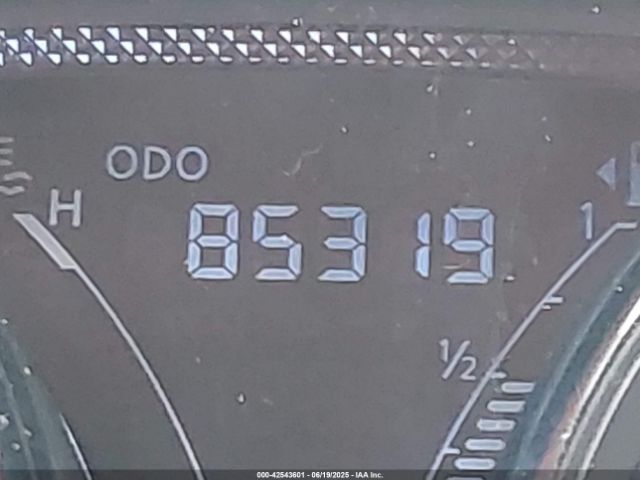 ODO
H
85319
1
1/2
000-42543601 - 06/19/2025 - IAA Inc.